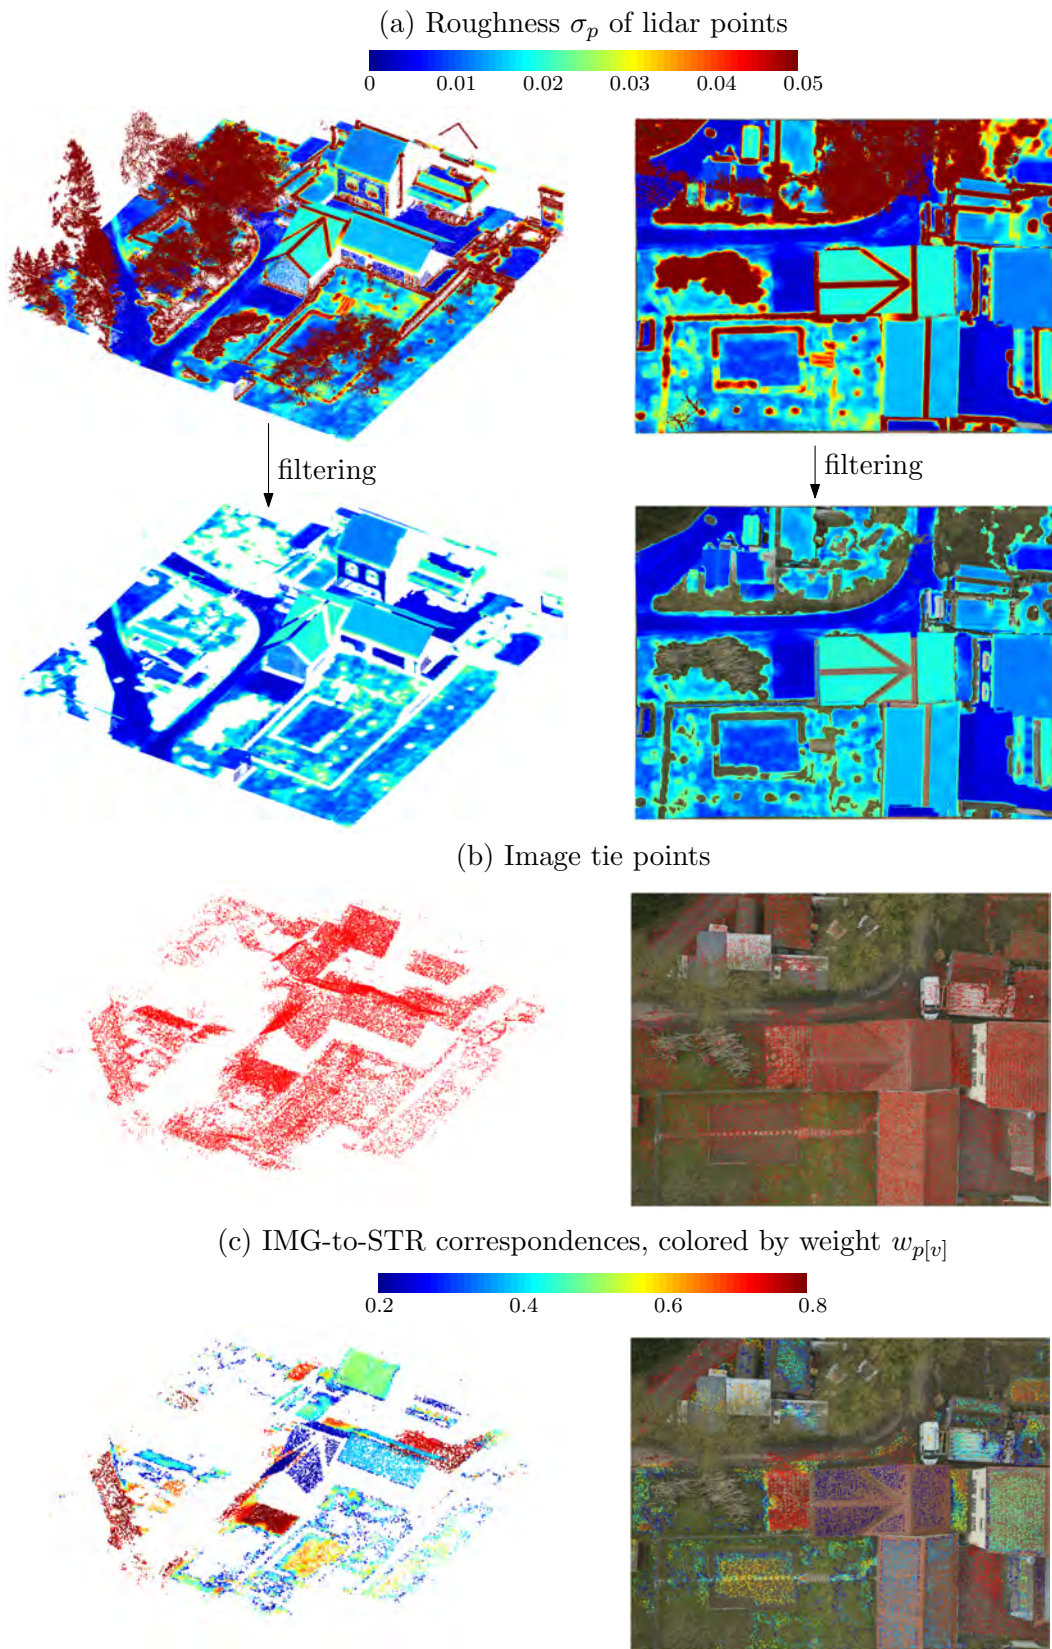 (a) Roughness σ_p of lidar points
0 0.01 0.02 0.03 0.04 0.05
filtering filtering
(b) Image tie points
(c) IMG-to-STR correspondences, colored by weight w_{p[v]}
0.2 0.4 0.6 0.8